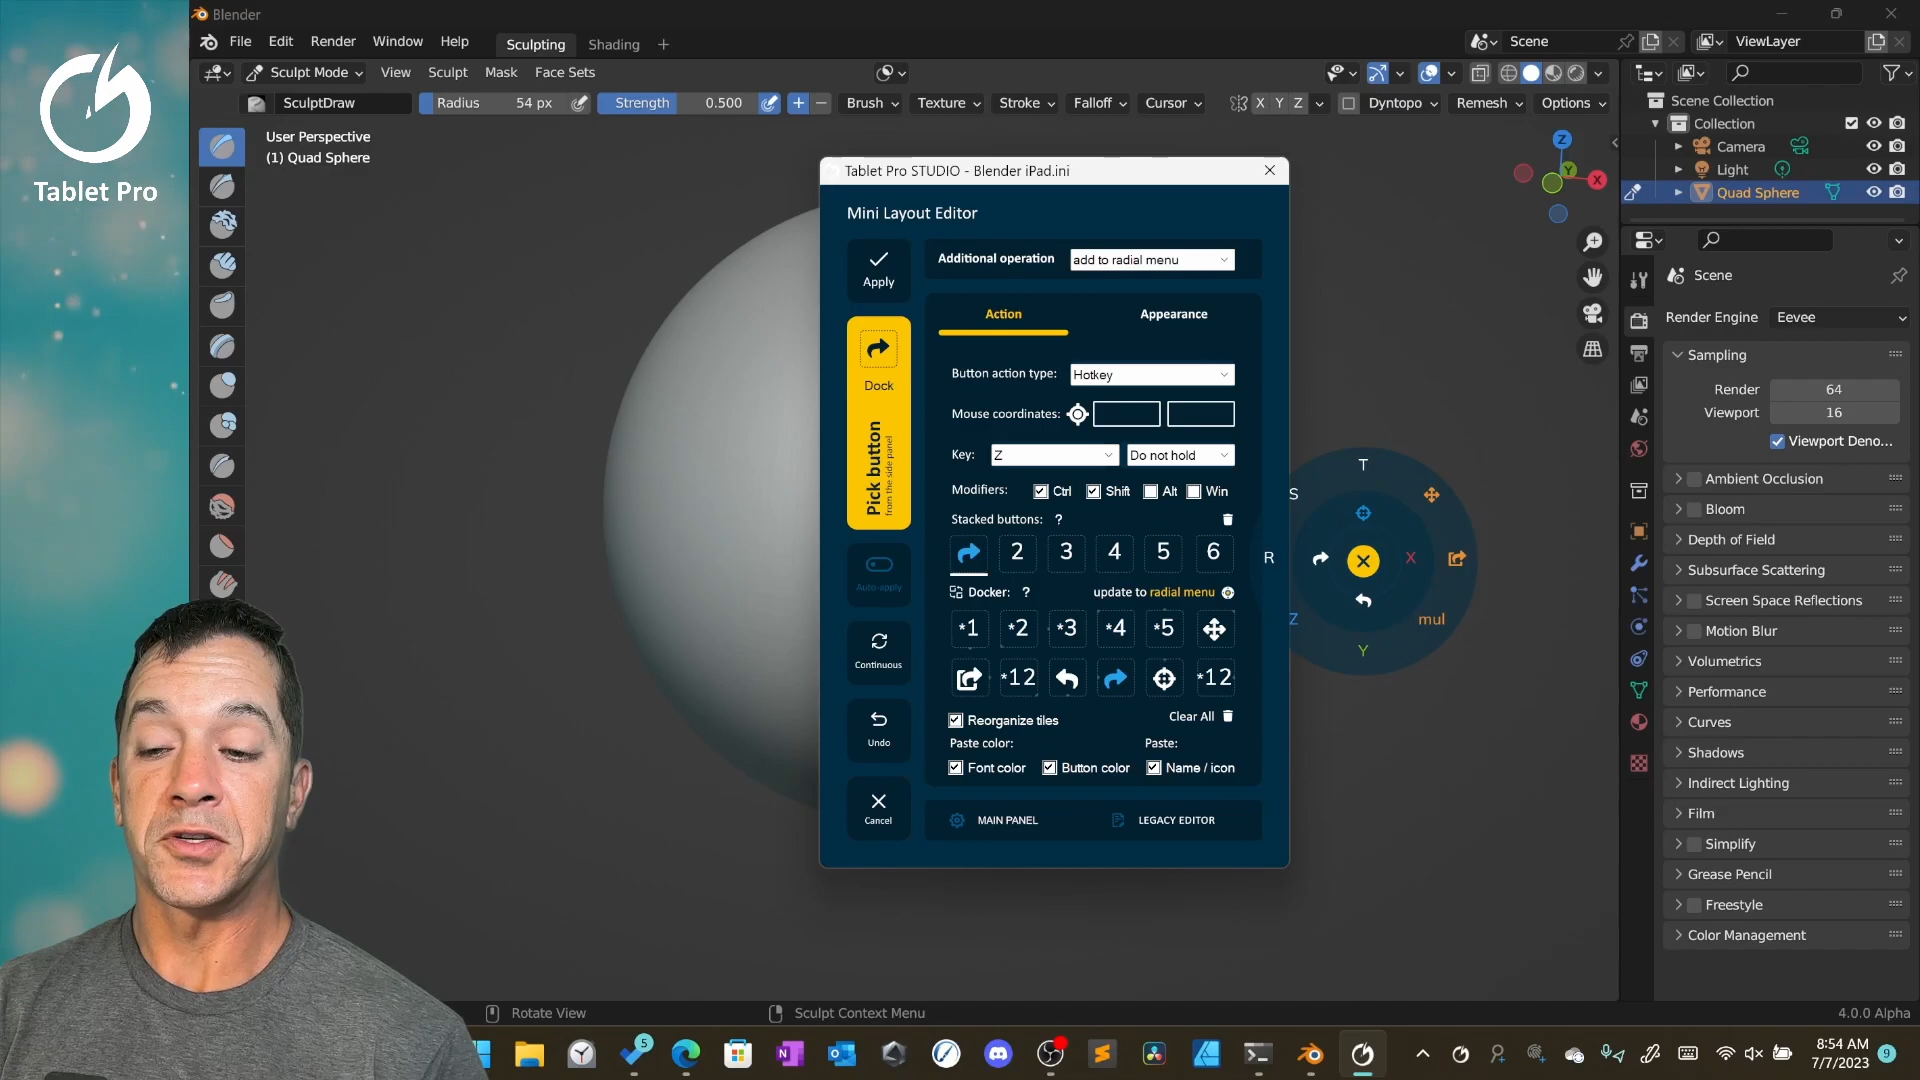 Tablet Pro
Blender
File Edit Render Window Help Sculpting Shading +
Scene
ViewLayer
Sculpt Mode View Sculpt Mask Face Sets
SculptDraw Radius 54 px Strength 0.500 Brush Texture Stroke Falloff Cursor X Y Z Dyntopo Remesh Options
User Perspective
(1) Quad Sphere
Z
Y
X
Scene Collection
Collection
Camera
Light
Quad Sphere
Scene
Render Engine Eevee
Sampling
Render 64
Viewport 16
Viewport Deno...
Ambient Occlusion
Bloom
Depth of Field
Subsurface Scattering
Screen Space Reflections
Motion Blur
Volumetrics
Performance
Curves
Shadows
Indirect Lighting
Film
Simplify
Grease Pencil
Freestyle
Color Management
Tablet Pro STUDIO - Blender iPad.ini
Mini Layout Editor
Apply
Dock
Pick button
from the side panel
Auto-apply
Continuous
Undo
Cancel
Additional operation add to radial menu
Action Appearance
Button action type: Hotkey
Mouse coordinates:
Key: Z Do not hold
Modifiers: Ctrl Shift Alt Win
Stacked buttons: ?
2 3 4 5 6
Docker: ? update to radial menu
*1 *2 *3 *4 *5
*12 *12
Reorganize tiles Clear All
Paste color: Paste:
Font color Button color Name / icon
MAIN PANEL LEGACY EDITOR
T
S
R
X
Z
mul
Y
Rotate View
Sculpt Context Menu
4.0.0 Alpha
5
8:54 AM
7/7/2023
9